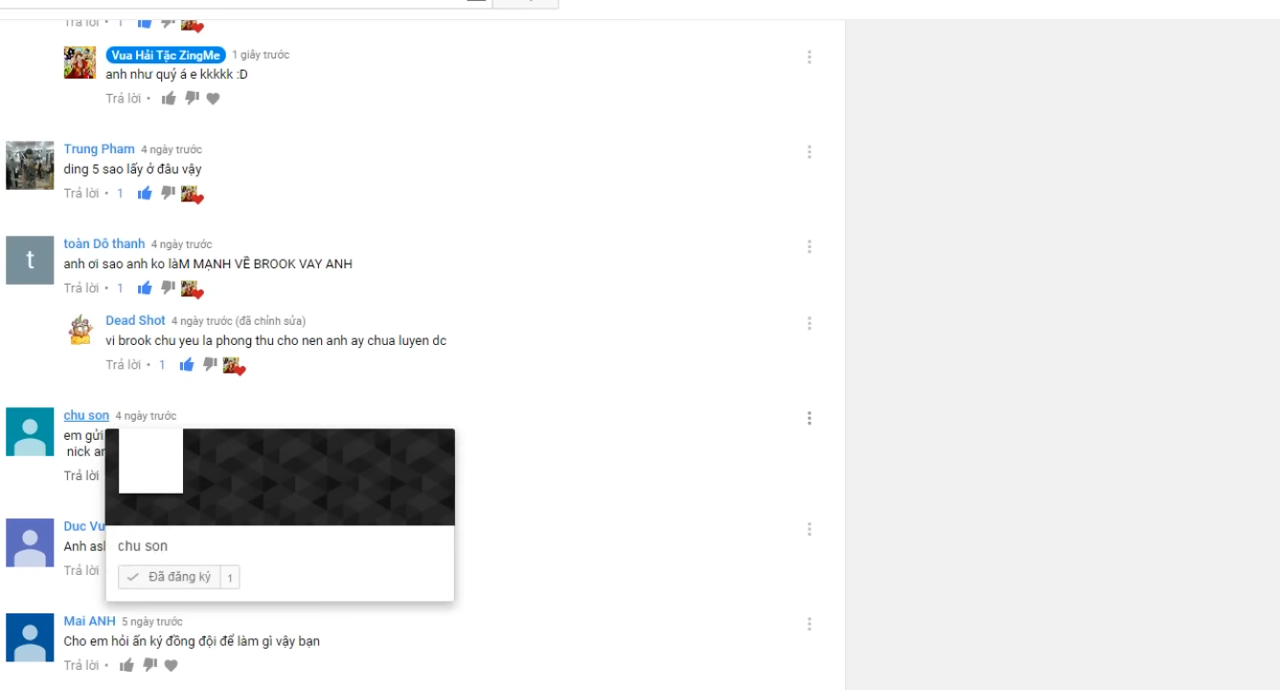 Trả lời • 1
Vua Hải Tặc ZingMe 1 giây trước
anh như quỷ á e kkkkk :D
Trả lời •
Trung Pham 4 ngày trước
ding 5 sao lấy ở đâu vậy
Trả lời • 1
t
toàn Dô thanh 4 ngày trước
anh ơi sao anh ko làM MẠNH VỀ BROOK VAY ANH
Trả lời • 1
Dead Shot 4 ngày trước (đã chỉnh sửa)
vi brook chu yeu la phong thu cho nen anh ay chua luyen dc
Trả lời • 1
chu son 4 ngày trước
em gửi
nick
Trả lời
Duc
Anh
Trả lời
chu son
Đã đăng ký 1
Mai ANH 5 ngày trước
Cho em hỏi ấn ký đồng đội để làm gì vậy bạn
Trả lời •